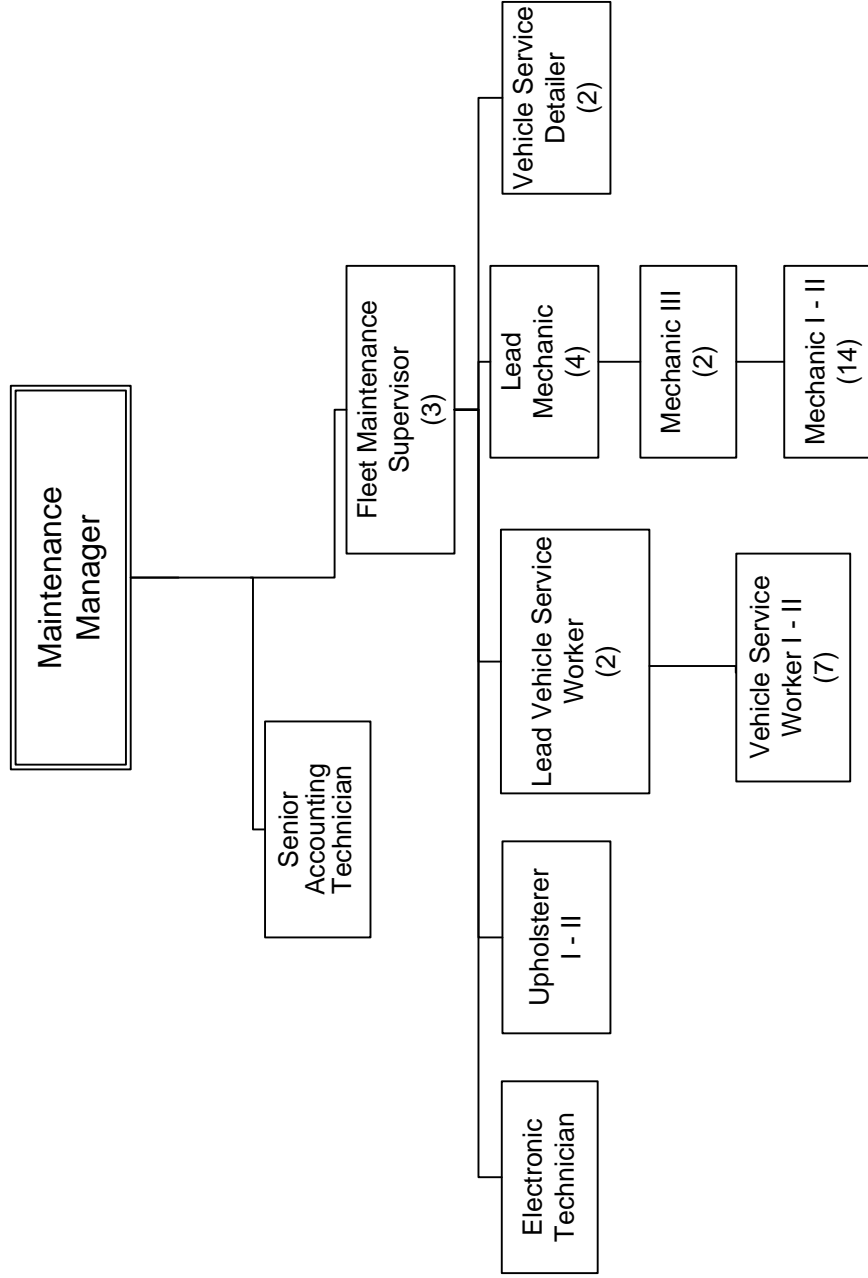 Maintenance
Manager
Senior
Accounting
Technician
Fleet Maintenance
Supervisor
(3)
Electronic
Technician
Upholsterer
I - II
Lead Vehicle Service
Worker
(2)
Lead
Mechanic
(4)
Vehicle Service
Detailer
(2)
Vehicle Service
Worker I - II
(7)
Mechanic III
(2)
Mechanic I - II
(14)